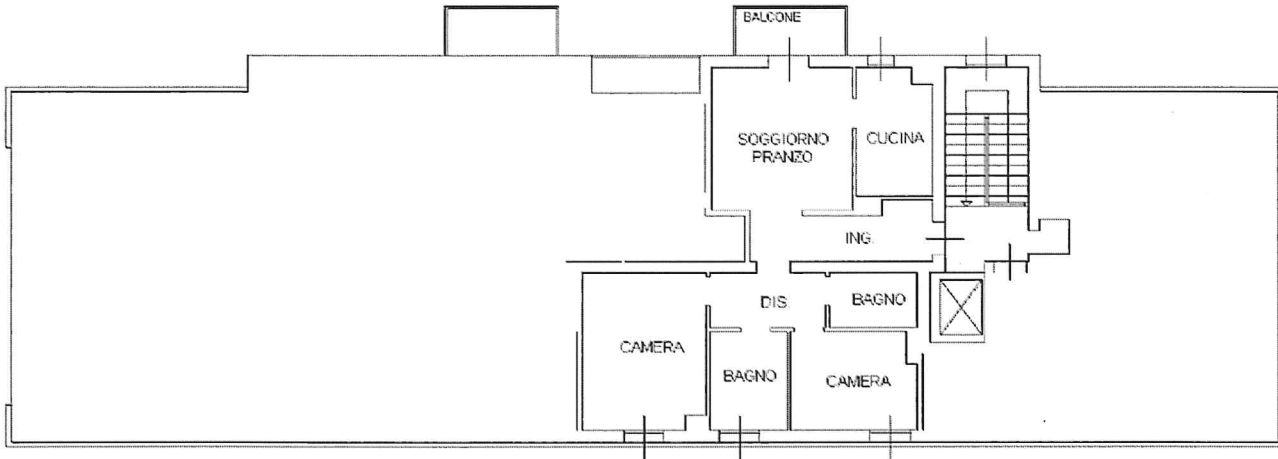 BALCONE
SOGGIORNO
PRANZO
CUCINA
ING.
DIS.
BAGNO
CAMERA
BAGNO
CAMERA